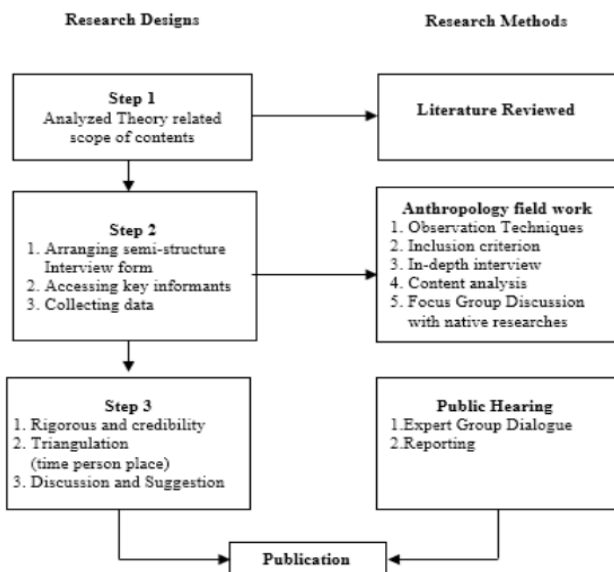 Research Designs
Research Methods
Step 1
Analyzed Theory related
scope of contents
Literature Reviewed
Step 2
1. Arranging semi-structure
Interview form
2. Accessing key informants
3. Collecting data
Anthropology field work
1. Observation Techniques
2. Inclusion criterion
3. In-depth interview
4. Content analysis
5. Focus Group Discussion
with native researches
Step 3
1. Rigorous and credibility
2. Triangulation
(time person place)
3. Discussion and Suggestion
Public Hearing
1.Expert Group Dialogue
2.Reporting
Publication